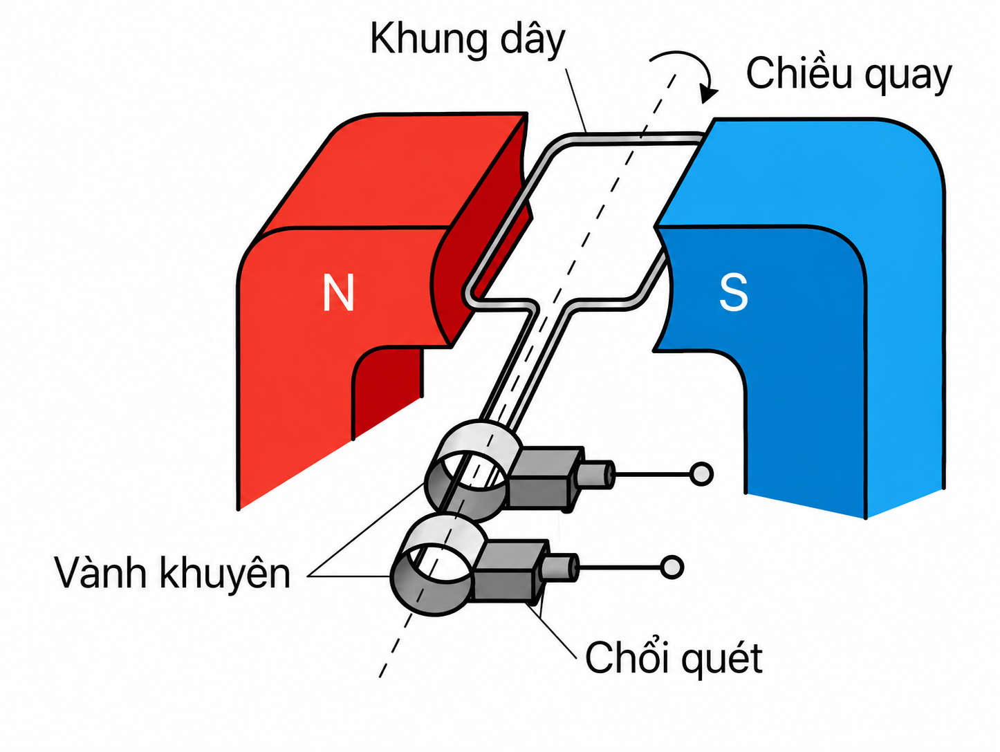 Khung dây
Chiều quay
N
S
Vành khuyên
Chổi quét